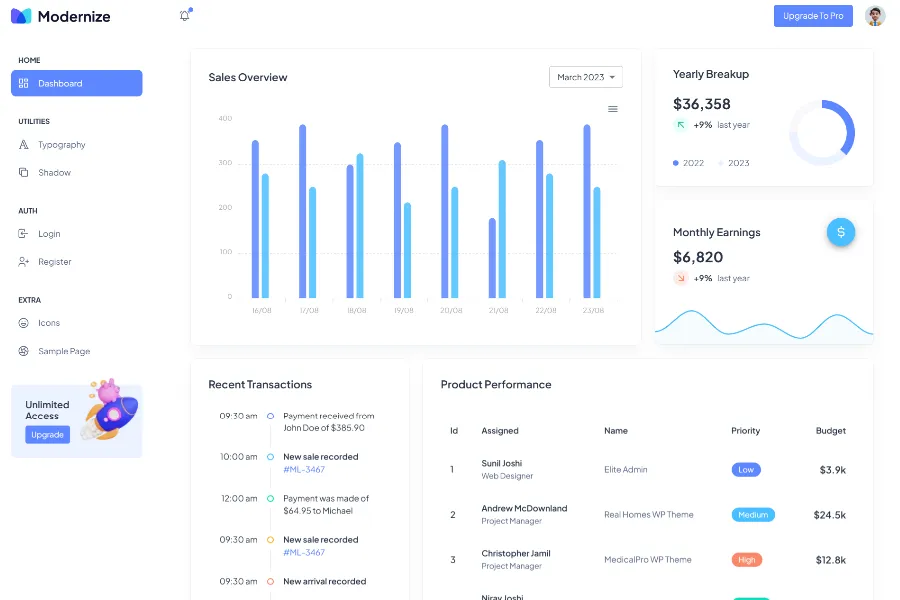 Modernize
Upgrade To Pro
HOME
Dashboard
UTILITIES
Typography
Shadow
AUTH
Login
Register
EXTRA
Icons
Sample Page
Unlimited
Access
Upgrade
Sales Overview
March 2023
400
300
200
100
0
16/08
17/08
18/08
19/08
20/08
21/08
22/08
23/08
Yearly Breakup
$36,358
+9% last year
2022
2023
Monthly Earnings
$
$6,820
+9% last year
Recent Transactions
09:30 am
Payment received from
John Doe of $385.90
10:00 am
New sale recorded
#ML-3467
12:00 am
Payment was made of
$64.95 to Michael
09:30 am
New sale recorded
#ML-3467
09:30 am
New arrival recorded
Product Performance
Id Assigned Name Priority Budget
1 Sunil Joshi Elite Admin Low $3.9k
Web Designer
2 Andrew McDownland Real Homes WP Theme Medium $24.5k
Project Manager
3 Christopher Jamil MedicalPro WP Theme High $12.8k
Project Manager
Nirav Joshi